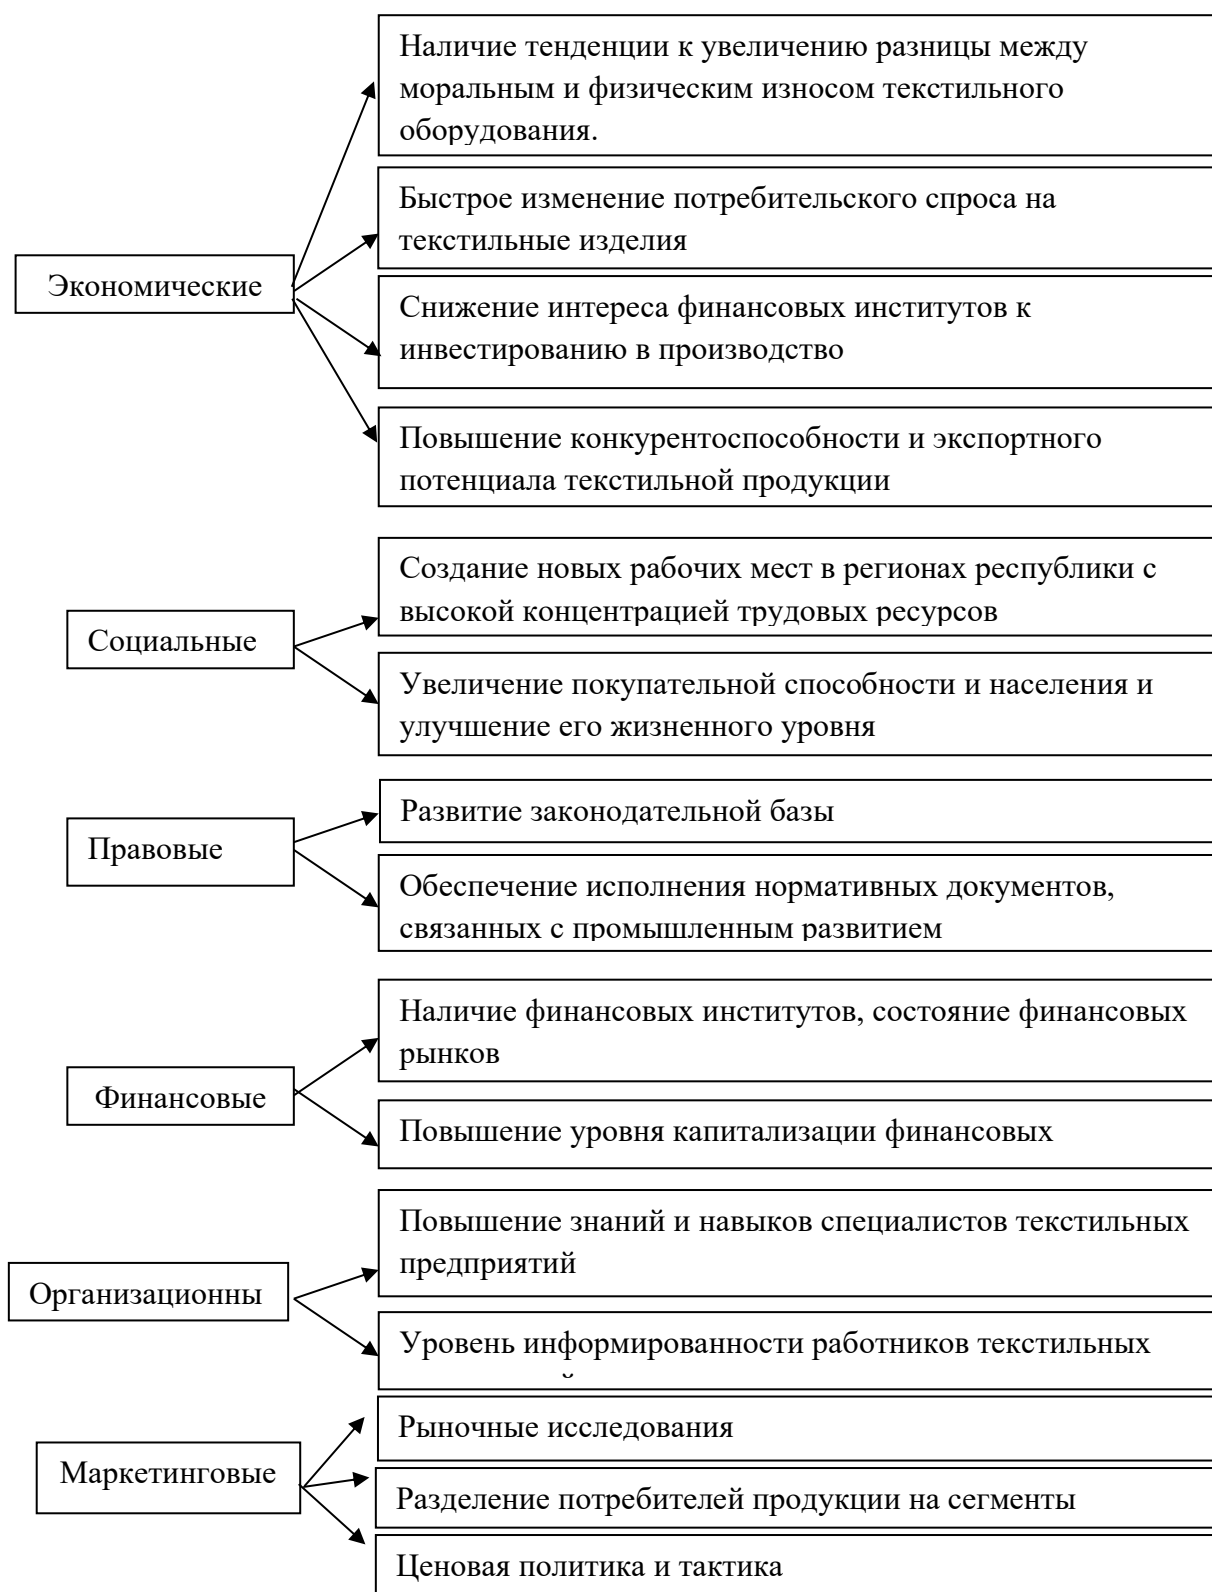 Наличие тенденции к увеличению разницы между
моральным и физическим износом текстильного
оборудования.
Быстрое изменение потребительского спроса на
текстильные изделия
Экономические
Снижение интереса финансовых институтов к
инвестированию в производство
Повышение конкурентоспособности и экспортного
потенциала текстильной продукции
Создание новых рабочих мест в регионах республики с
высокой концентрацией трудовых ресурсов
Социальные
Увеличение покупательной способности и населения и
улучшение его жизненного уровня
Развитие законодательной базы
Правовые
Обеспечение исполнения нормативных документов,
связанных с промышленным развитием
Наличие финансовых институтов, состояние финансовых
рынков
Финансовые
Повышение уровня капитализации финансовых
Повышение знаний и навыков специалистов текстильных
предприятий
Организационны
Уровень информированности работников текстильных
Рыночные исследования
Маркетинговые
Разделение потребителей продукции на сегменты
Ценовая политика и тактика